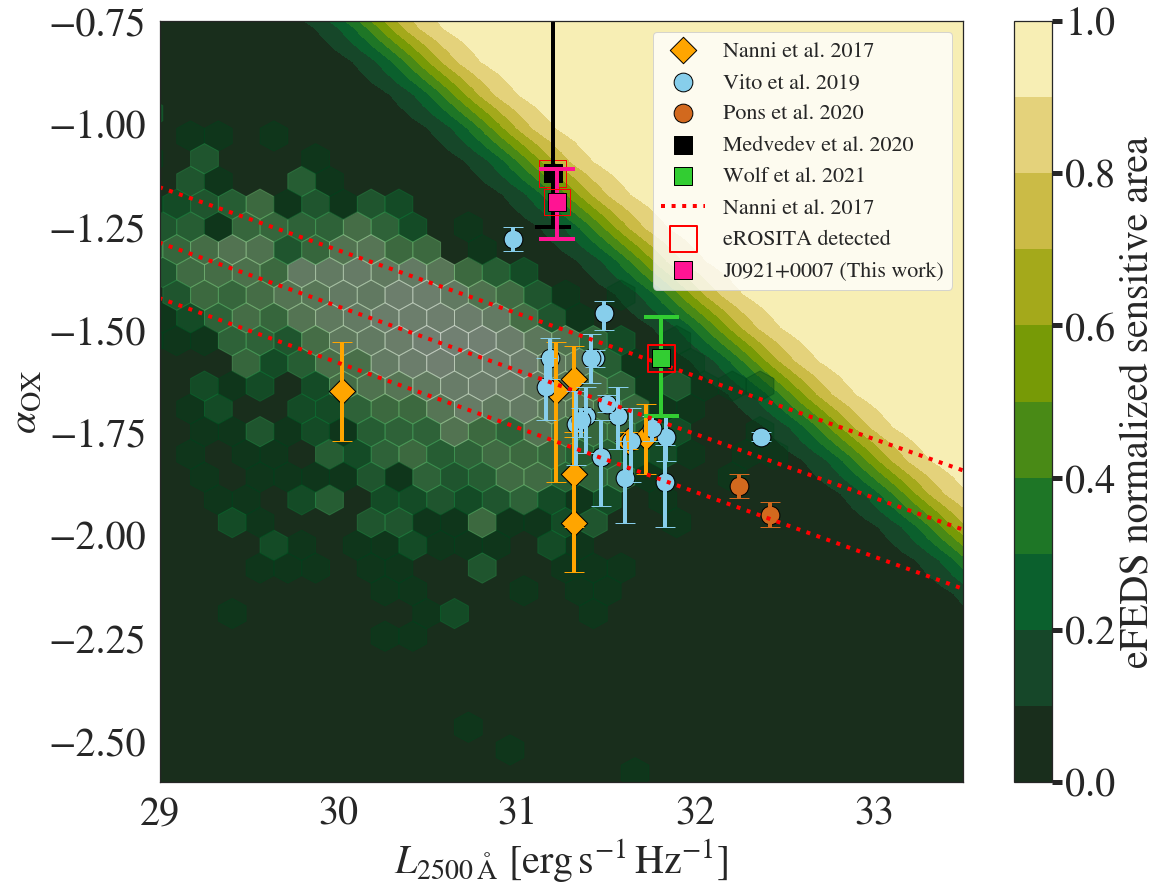 −0.75
−1.00
−1.25
−1.50
−1.75
−2.00
−2.25
−2.50
αOX
29
30
31
32
33
L2500 Å [erg s−1 Hz−1]
Nanni et al. 2017
Vito et al. 2019
Pons et al. 2020
Medvedev et al. 2020
Wolf et al. 2021
Nanni et al. 2017
eROSITA detected
J0921+0007 (This work)
1.0
0.8
0.6
0.4
0.2
0.0
eFEDS normalized sensitive area